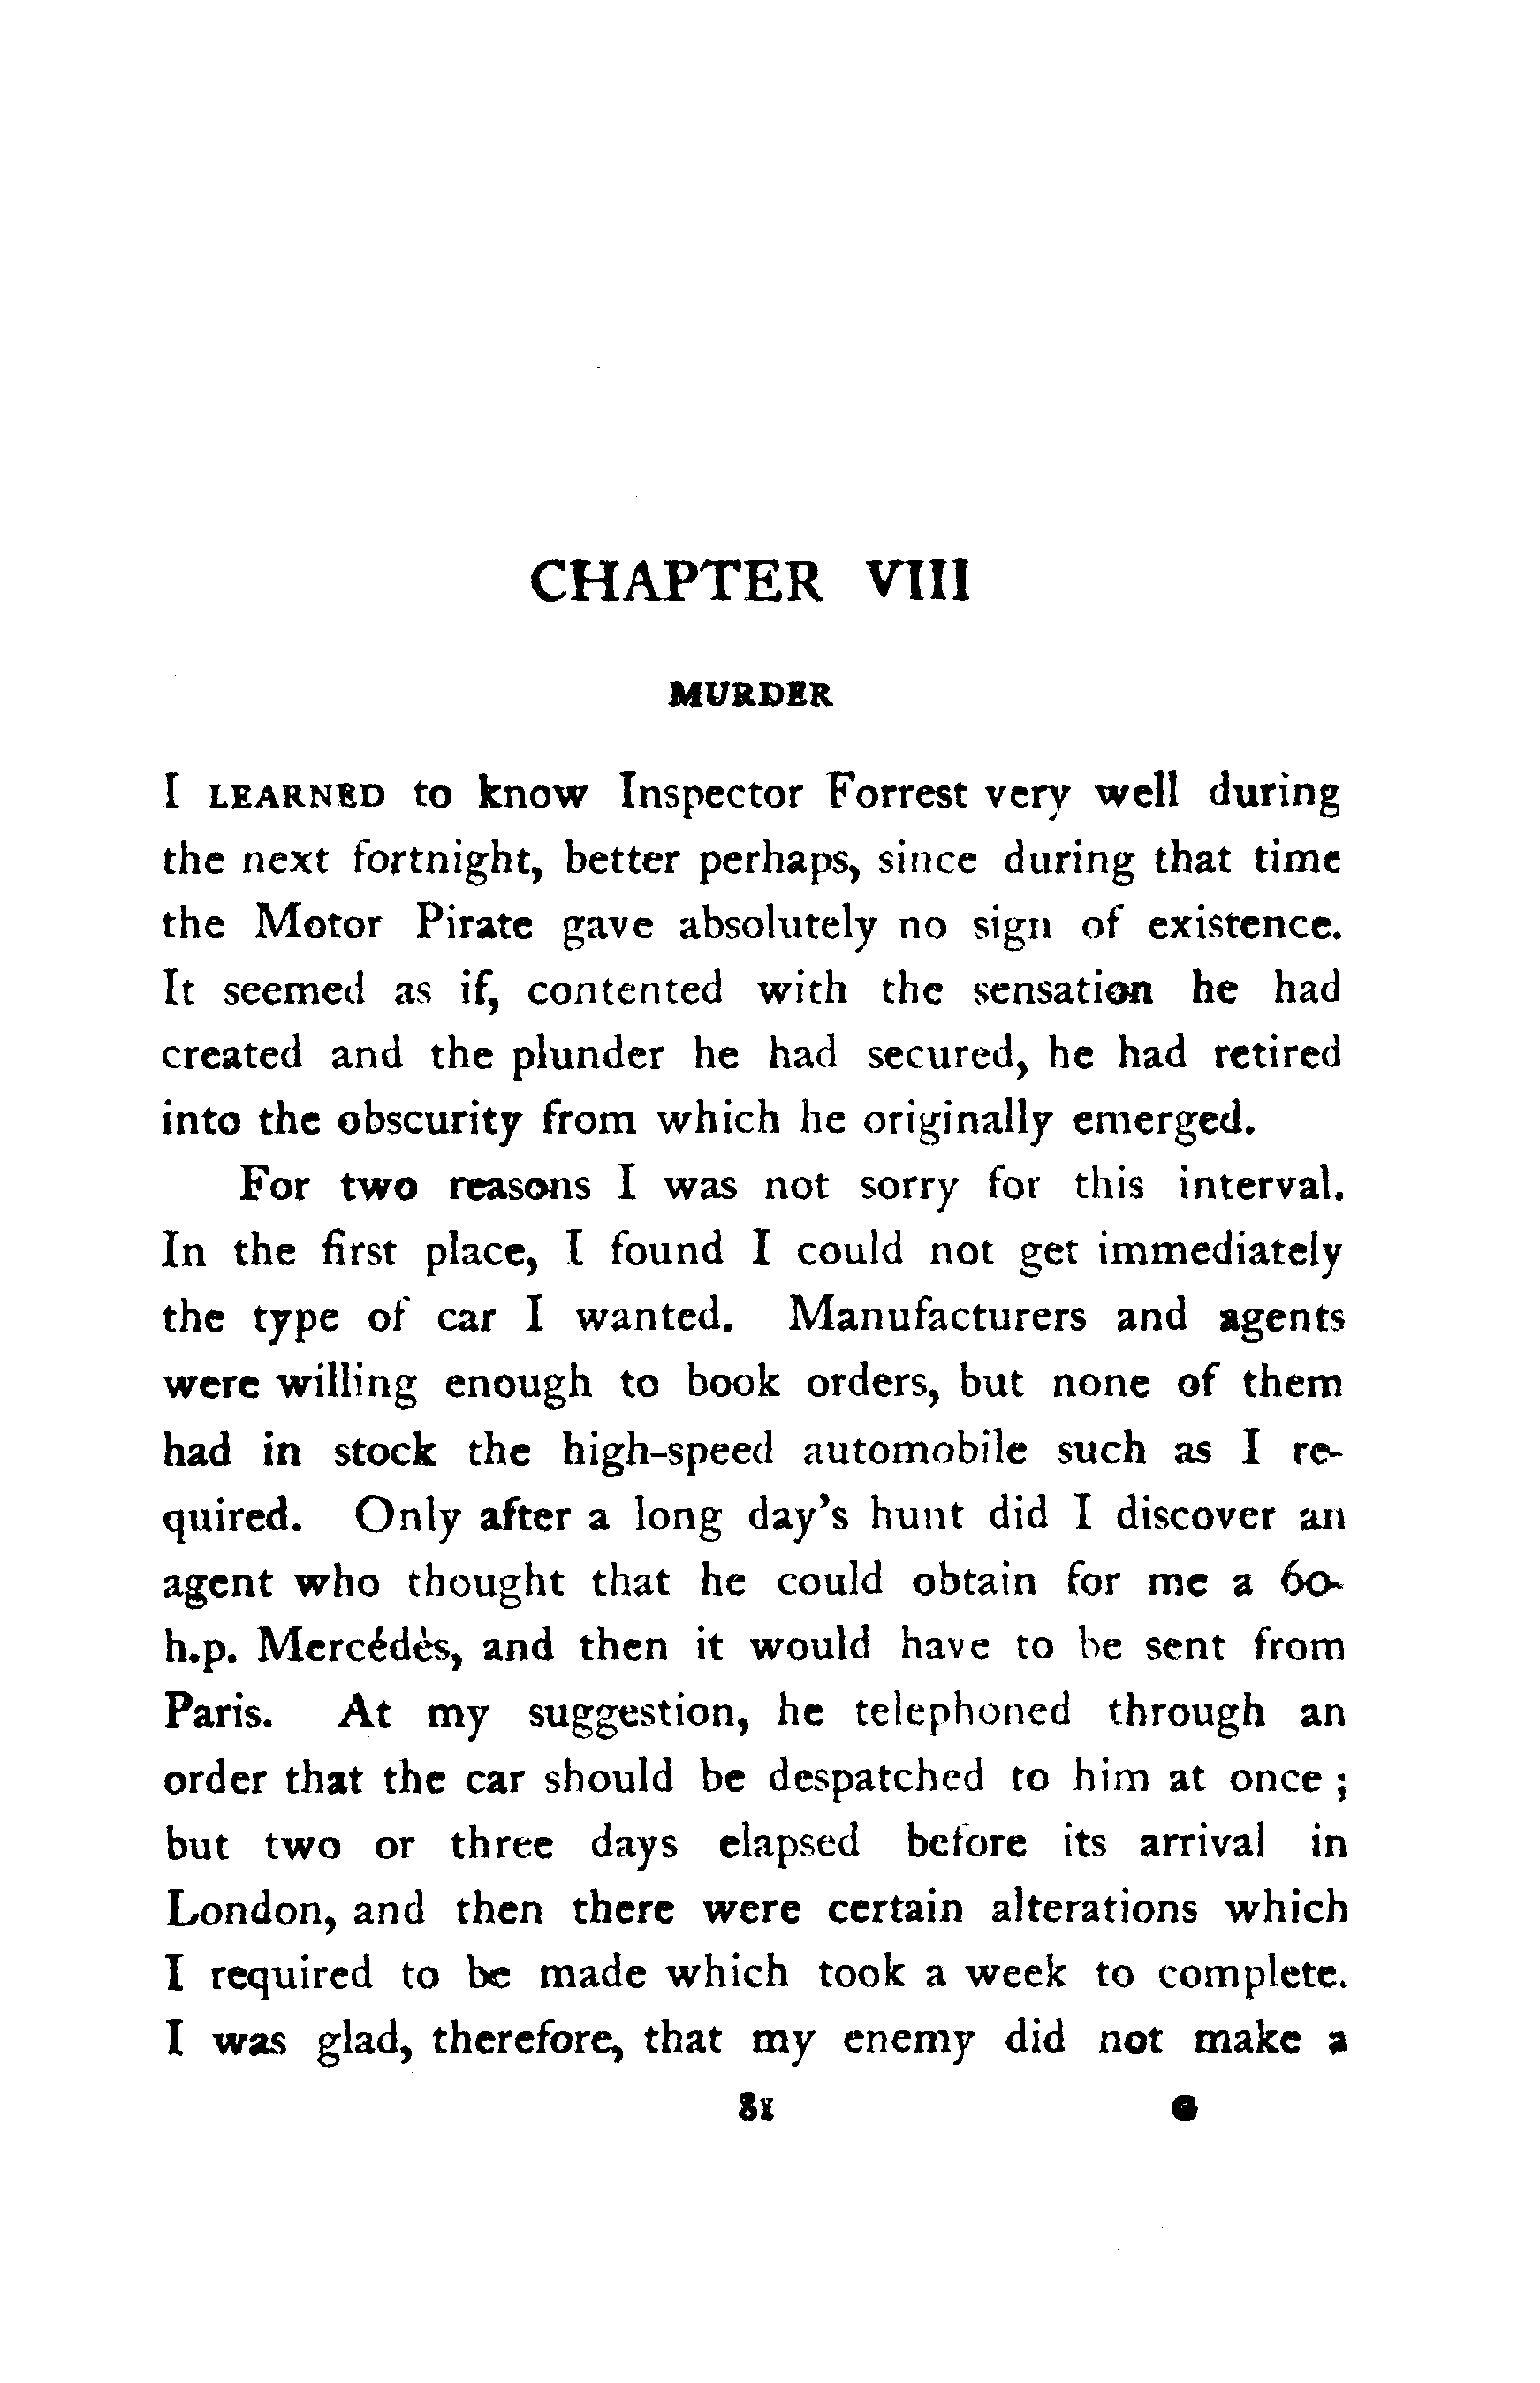 CHAPTER VIII
MURDER
I LEARNED to know Inspector Forrest very well during
the next fortnight, better perhaps, since during that time
the Motor Pirate gave absolutely no sign of existence.
It seemed as if, contented with the sensation he had
created and the plunder he had secured, he had retired
into the obscurity from which he originally emerged.
For two reasons I was not sorry for this interval.
In the first place, I found I could not get immediately
the type of car I wanted. Manufacturers and agents
were willing enough to book orders, but none of them
had in stock the high-speed automobile such as I re-
quired. Only after a long day's hunt did I discover an
agent who thought that he could obtain for me a 60-
h.p. Mercédès, and then it would have to be sent from
Paris. At my suggestion, he telephoned through an
order that the car should be despatched to him at once ;
but two or three days elapsed before its arrival in
London, and then there were certain alterations which
I required to be made which took a week to complete.
I was glad, therefore, that my enemy did not make a
81 G